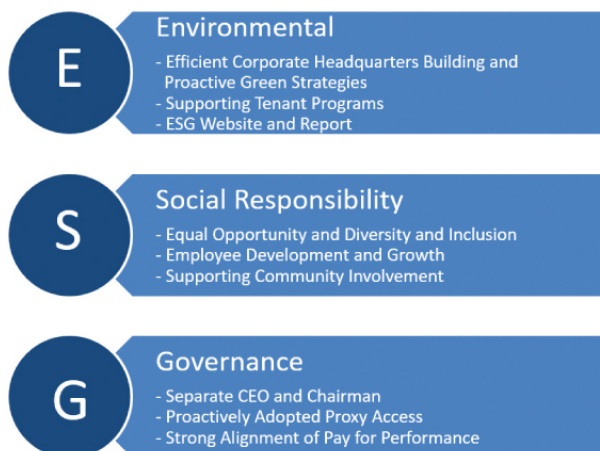 E
Environmental
- Efficient Corporate Headquarters Building and
Proactive Green Strategies
- Supporting Tenant Programs
- ESG Website and Report
S
Social Responsibility
- Equal Opportunity and Diversity and Inclusion
- Employee Development and Growth
- Supporting Community Involvement
G
Governance
- Separate CEO and Chairman
- Proactively Adopted Proxy Access
- Strong Alignment of Pay for Performance